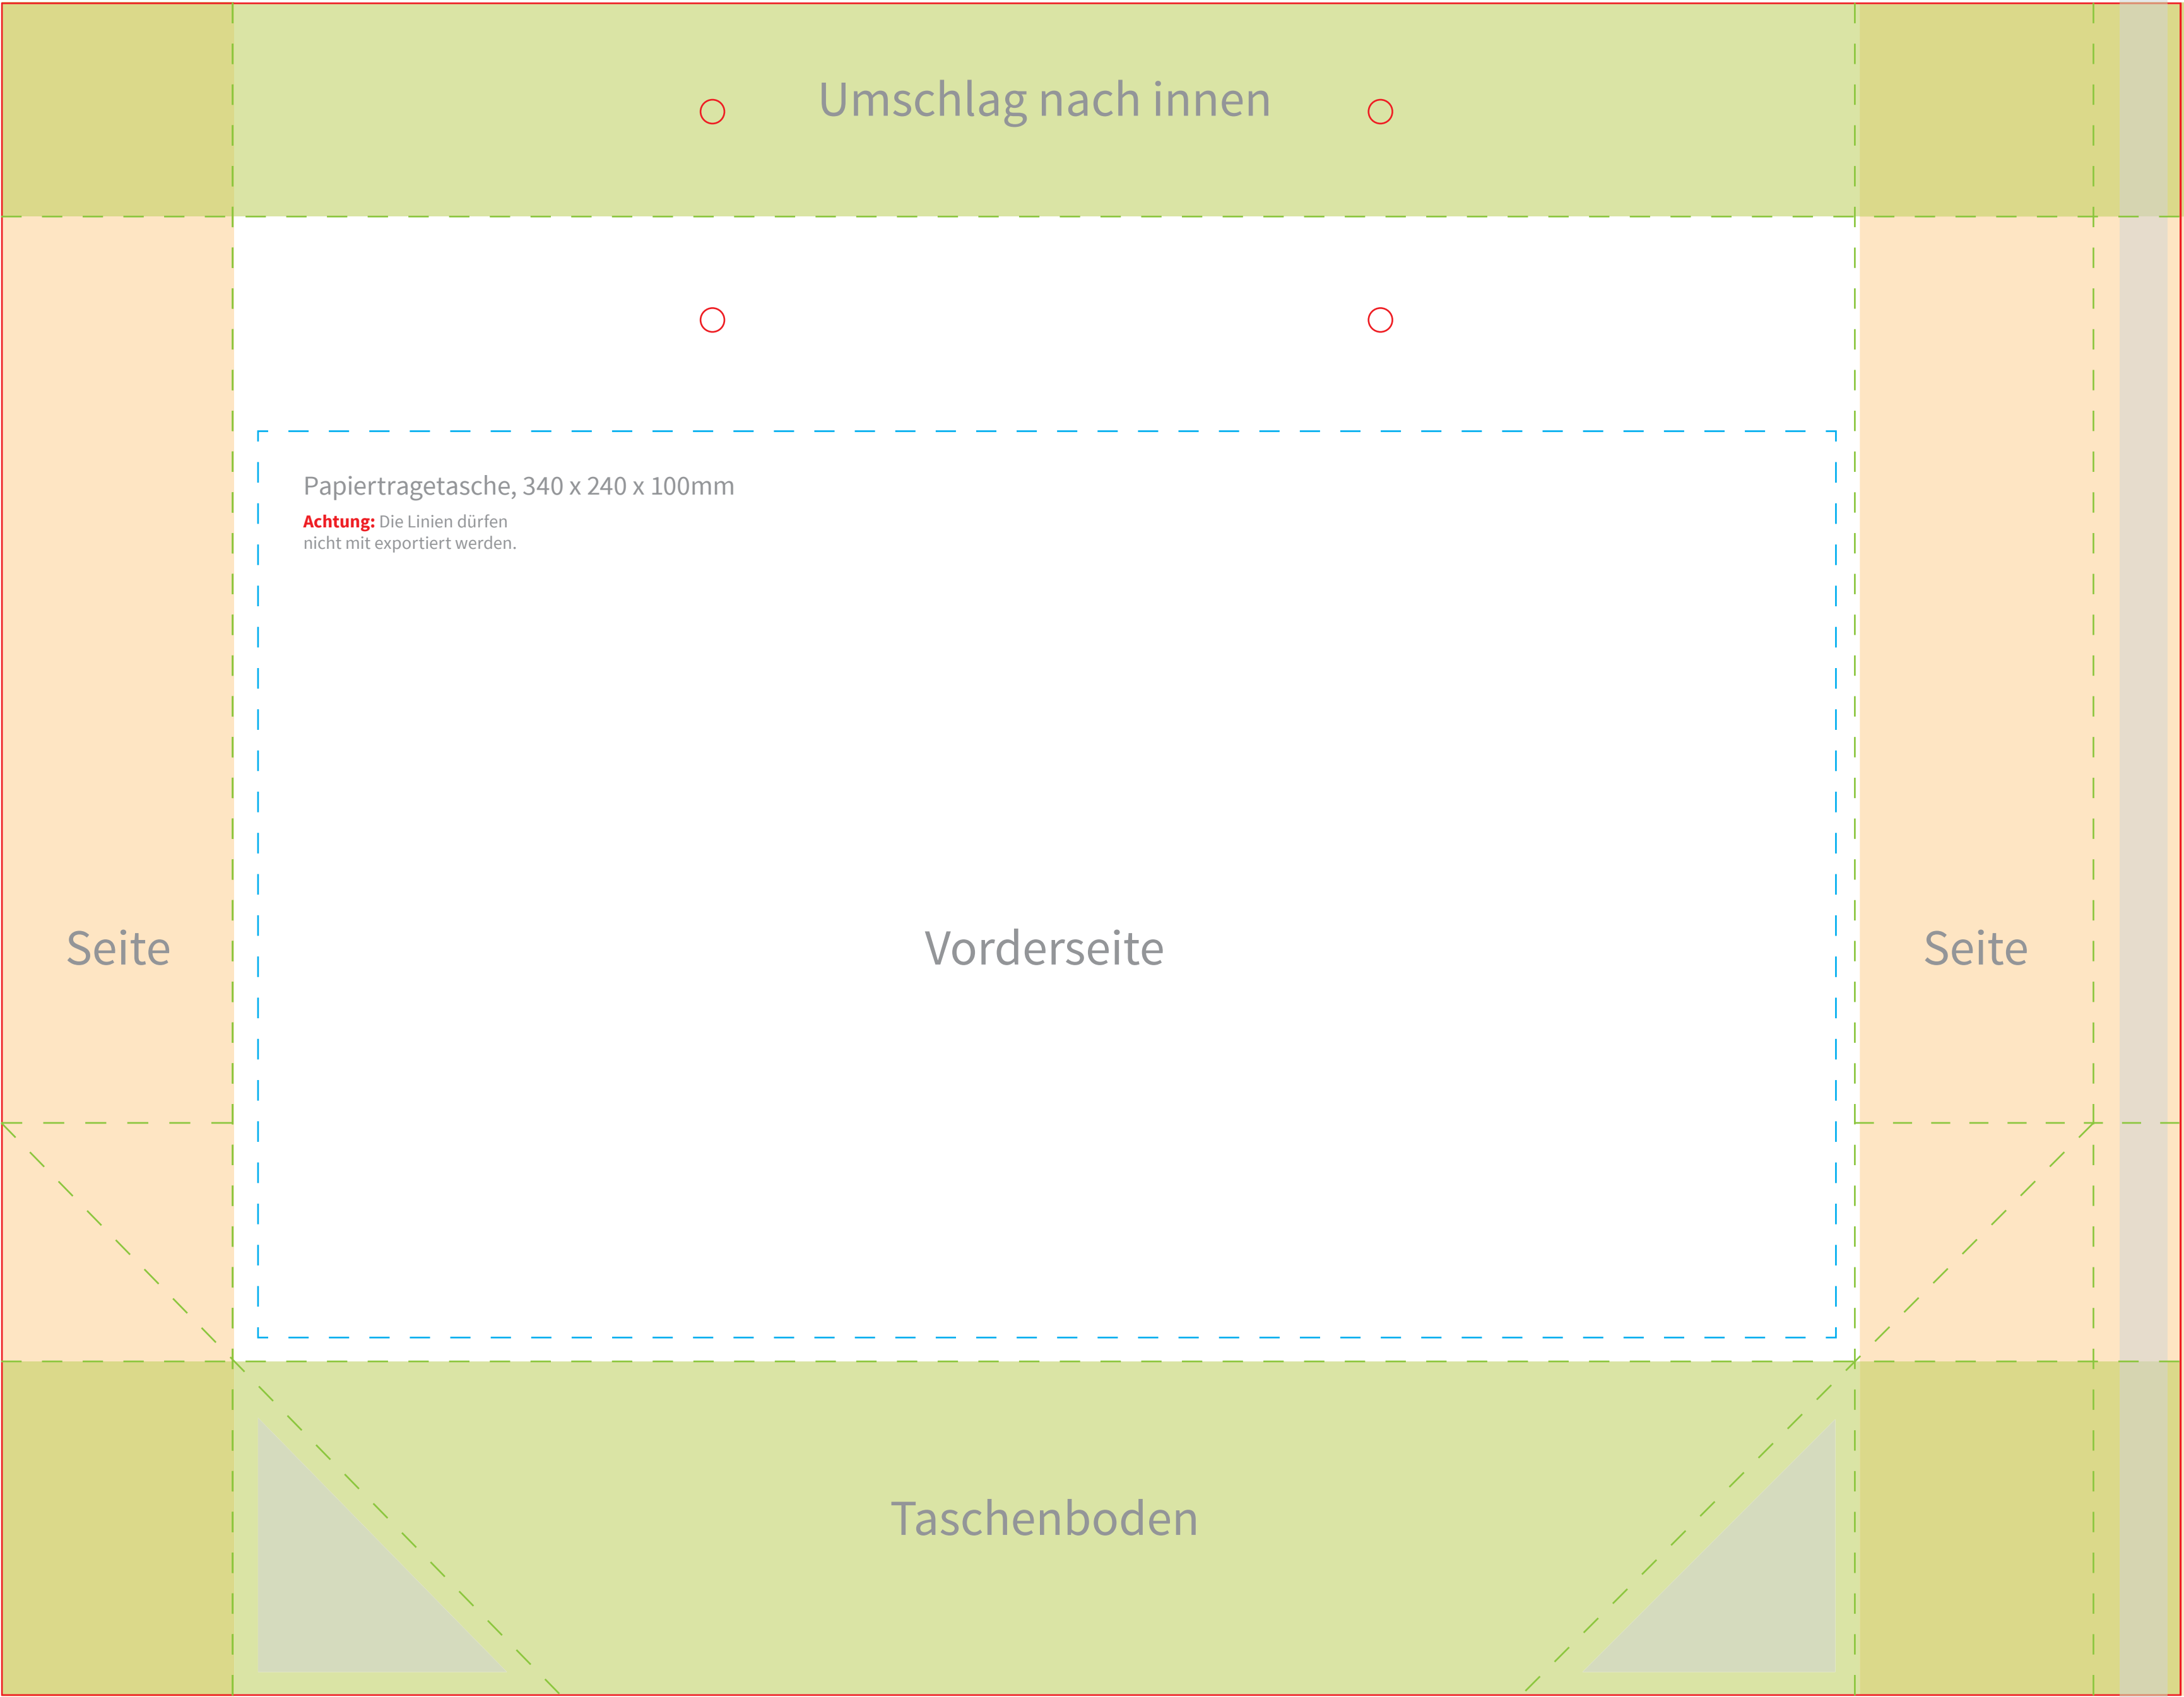 Umschlag nach innen
Papiertragetasche, 340 x 240 x 100mm
Achtung: Die Linien dürfen
nicht mit exportiert werden.
Seite
Vorderseite
Seite
Taschenboden